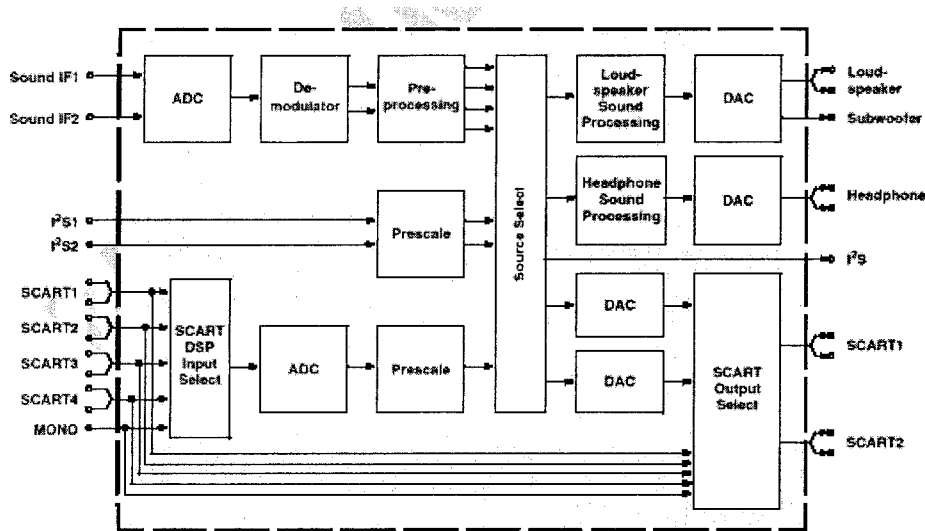 Sound IF1
Sound IF2
ADC
De-
modulator
Pre-
processing
Loud-
speaker
Sound
Processing
DAC
Loud-
speaker
Subwoofer
Headphone
Sound
Processing
DAC
Headphone
I²S1
I²S2
Prescale
Source Select
I²S
SCART1
SCART2
SCART3
SCART4
MONO
SCART
DSP
Input
Select
ADC
Prescale
DAC
DAC
SCART
Output
Select
SCART1
SCART2